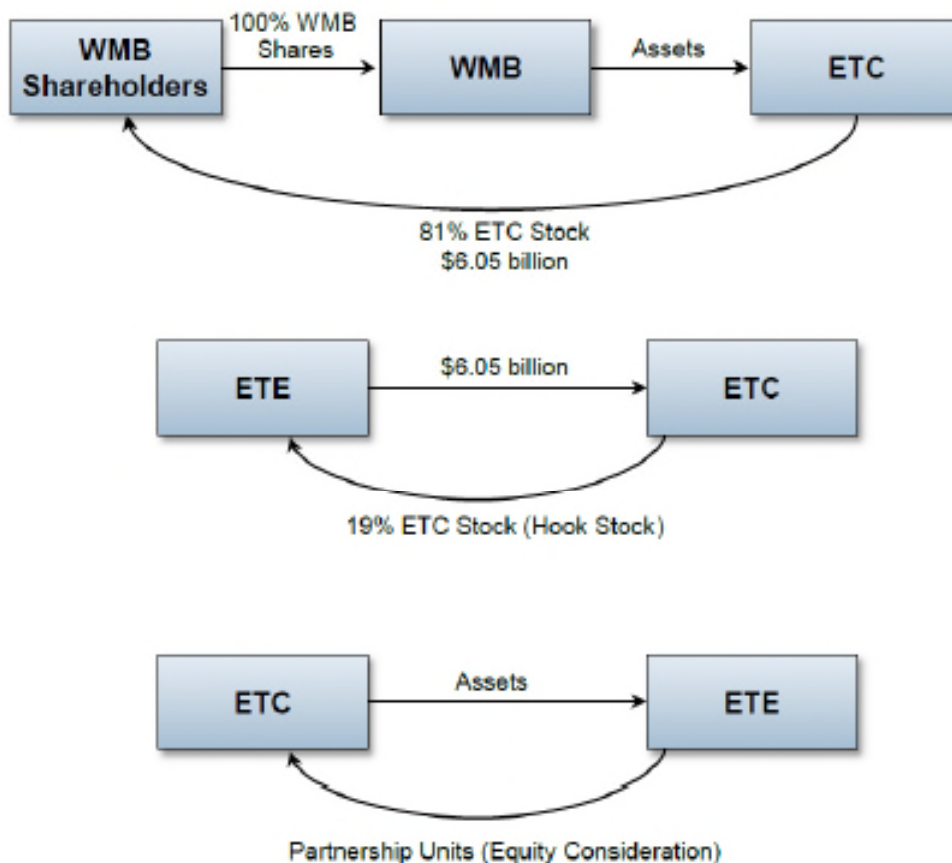 100% WMB
Shares
WMB
Shareholders
WMB
Assets
ETC
81% ETC Stock
$6.05 billion
ETE
$6.05 billion
ETC
19% ETC Stock (Hook Stock)
ETC
Assets
ETE
Partnership Units (Equity Consideration)